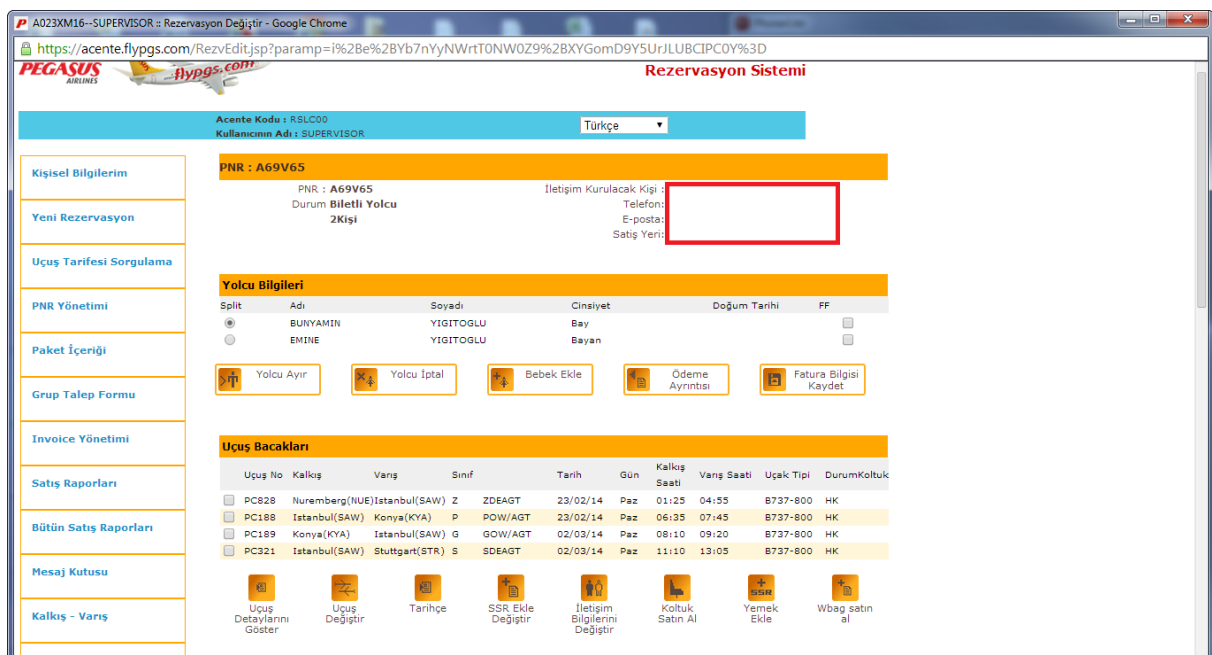 A023XM16--SUPERVISOR :: Rezervasyon Değiştir - Google Chrome
https://acente.flypgs.com/RezvEdit.jsp?paramp=i%2Be%2BYb7nYyNWrtT0NW0Z9%2BXYGomD9Y5UrJLUBCIPC0Y%3D
PEGASUS
AIRLINES
flypgs.com
Rezervasyon Sistemi
Acente Kodu : RSLC00
Kullanıcının Adı : SUPERVISOR
Türkçe
Kişisel Bilgilerim
Yeni Rezervasyon
Uçuş Tarifesi Sorgulama
PNR Yönetimi
Paket İçeriği
Grup Talep Formu
Invoice Yönetimi
Satış Raporları
Bütün Satış Raporları
Mesaj Kutusu
Kalkış - Varış
PNR : A69V65
PNR : A69V65
Durum Biletli Yolcu
2Kişi
İletişim Kurulacak Kişi :
Telefon:
E-posta:
Satiş Yeri:
Yolcu Bilgileri
Split Adı Soyadı Cinsiyet Doğum Tarihi FF
BUNYAMIN YIGITOGLU Bay
EMINE YIGITOGLU Bayan
Yolcu Ayır
Yolcu İptal
Bebek Ekle
Ödeme Ayrıntısı
Fatura Bilgisi Kaydet
Uçuş Bacakları
Uçuş No Kalkış Varış Sınıf Tarih Gün Kalkış Saati Varış Saati Uçak Tipi DurumKoltuk
PC828 Nuremberg(NUE) Istanbul(SAW) Z ZDEAGT 23/02/14 Paz 01:25 04:55 B737-800 HK
PC188 Istanbul(SAW) Konya(KYA) P POW/AGT 23/02/14 Paz 06:35 07:45 B737-800 HK
PC189 Konya(KYA) Istanbul(SAW) G GOW/AGT 02/03/14 Paz 08:10 09:20 B737-800 HK
PC321 Istanbul(SAW) Stuttgart(STR) S SDEAGT 02/03/14 Paz 11:10 13:05 B737-800 HK
Uçuş Detaylarını Göster
Uçuş Değiştir
Tarihçe
SSR Ekle Değiştir
İletişim Bilgilerini Değiştir
Koltuk Satın Al
SSR
Yemek Ekle
Wbag satın al